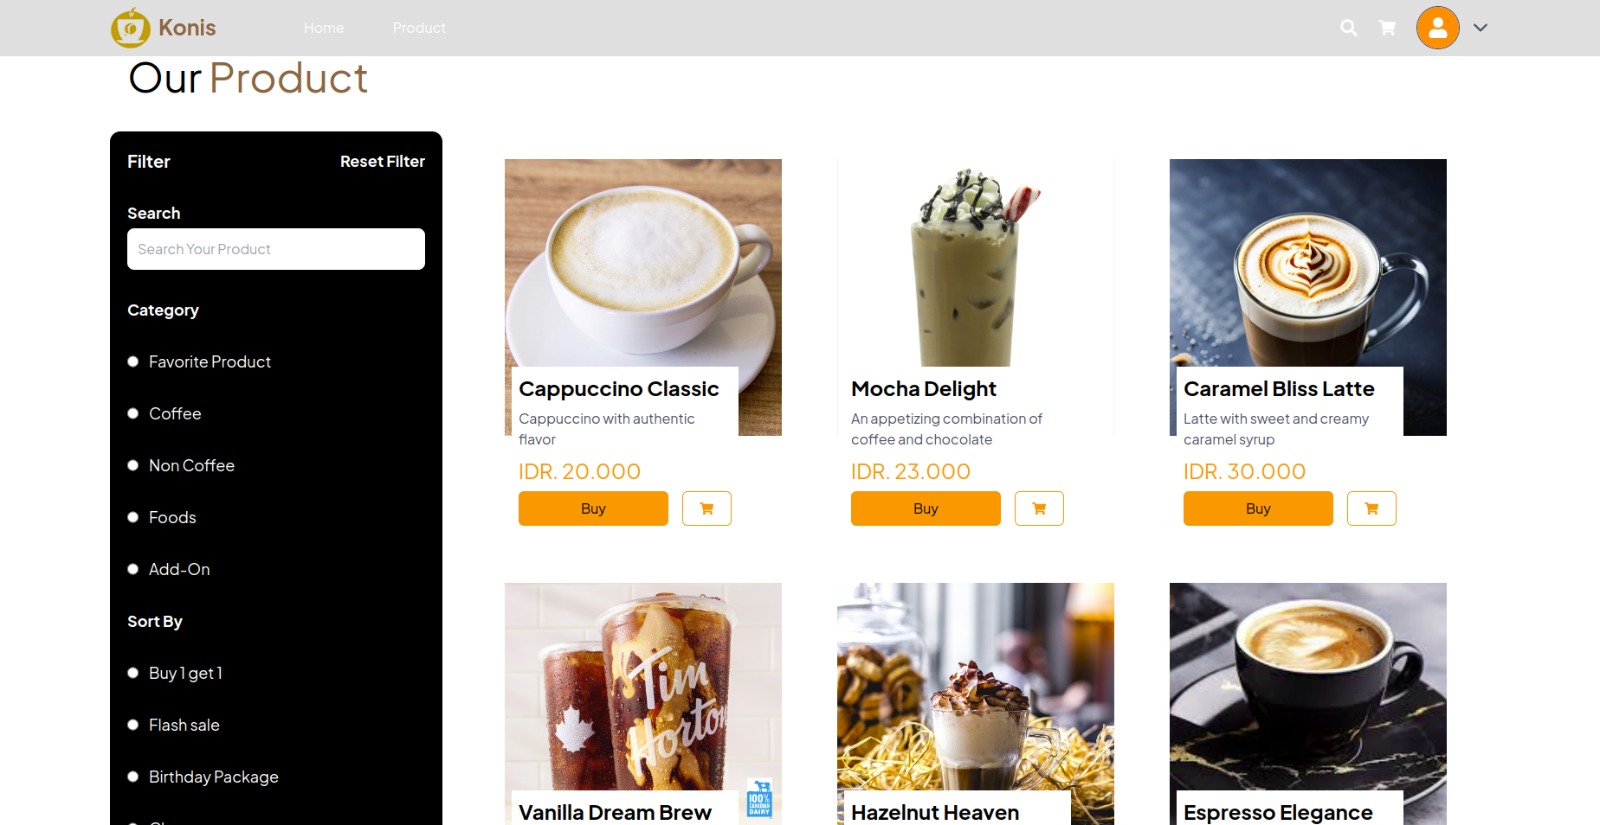 Konis
Home
Product
Our Product
Filter
Reset Filter
Search
Search Your Product
Category
Favorite Product
Coffee
Non Coffee
Foods
Add-On
Sort By
Buy 1 get 1
Flash sale
Birthday Package
Cappuccino Classic
Cappuccino with authentic
flavor
IDR. 20.000
Buy
Mocha Delight
An appetizing combination of
coffee and chocolate
IDR. 23.000
Buy
Caramel Bliss Latte
Latte with sweet and creamy
caramel syrup
IDR. 30.000
Buy
Tim
Horton
100%
CANADIAN
DAIRY
Vanilla Dream Brew
Hazelnut Heaven
Espresso Elegance